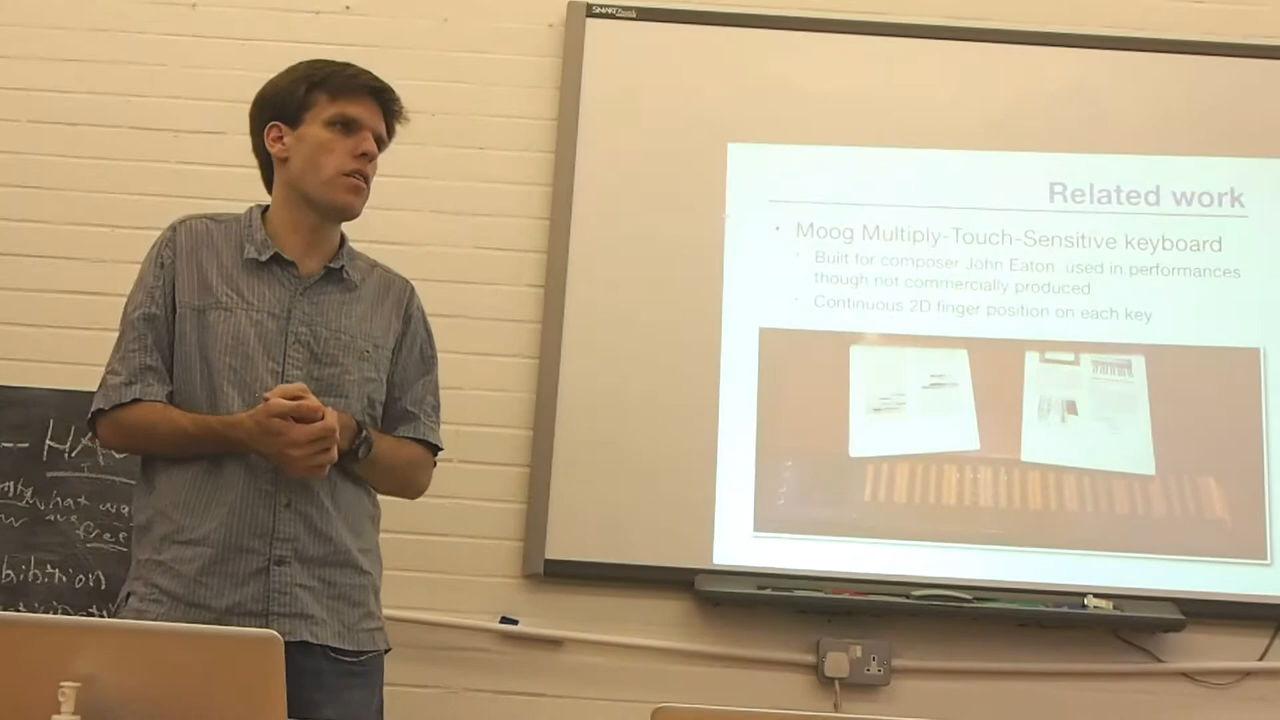 SMART
Related work
• Moog Multiply-Touch-Sensitive keyboard
Built for composer John Eaton, used in performances
though not commercially produced
Continuous 2D finger position on each key
what wa
are
free
bibition